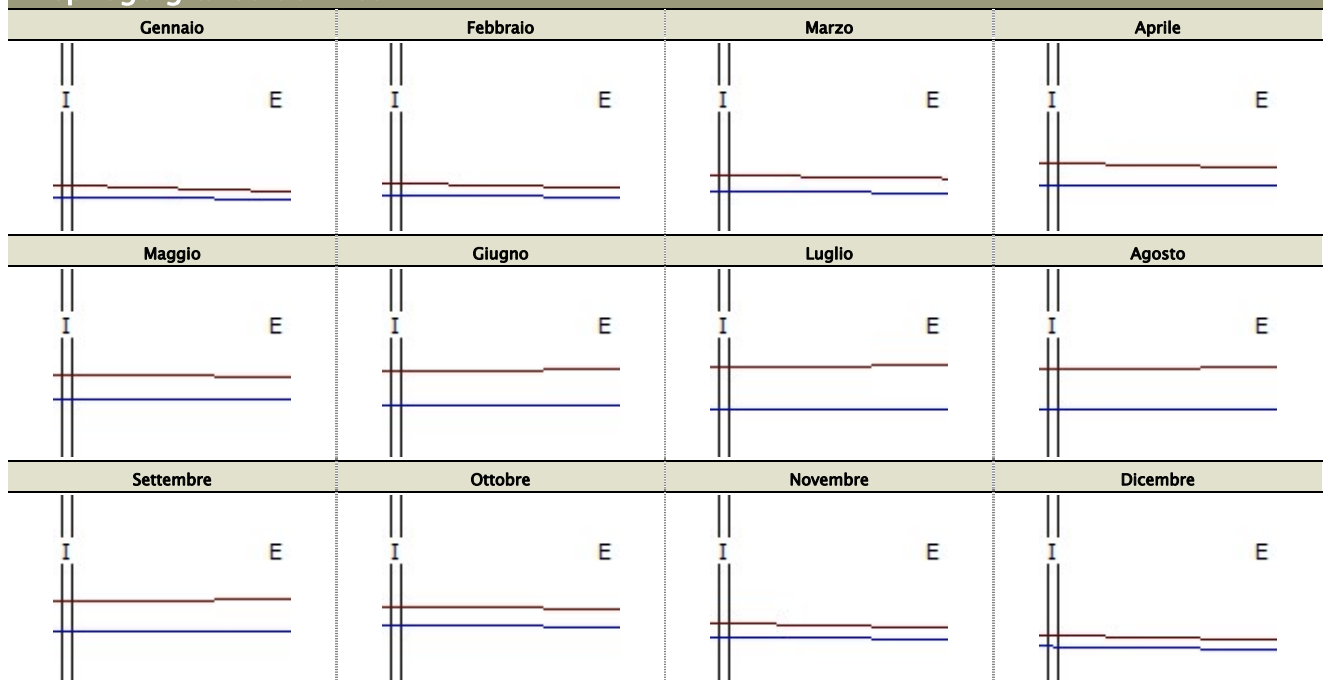 Gennaio Febbraio Marzo Aprile
I E I E I E I E
Maggio Giugno Luglio Agosto
I E I E I E I E
Settembre Ottobre Novembre Dicembre
I E I E I E I E